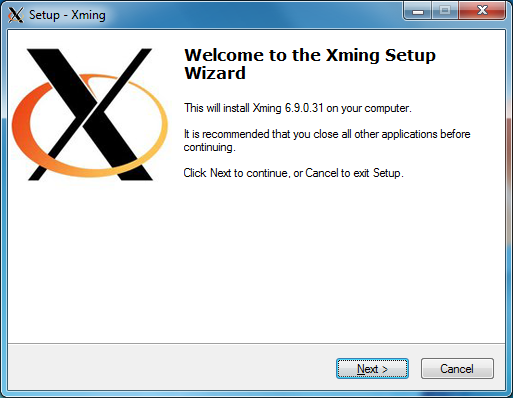 Setup - Xming
Welcome to the Xming Setup
Wizard
This will install Xming 6.9.0.31 on your computer.
It is recommended that you close all other applications before
continuing.
Click Next to continue, or Cancel to exit Setup.
Next >
Cancel